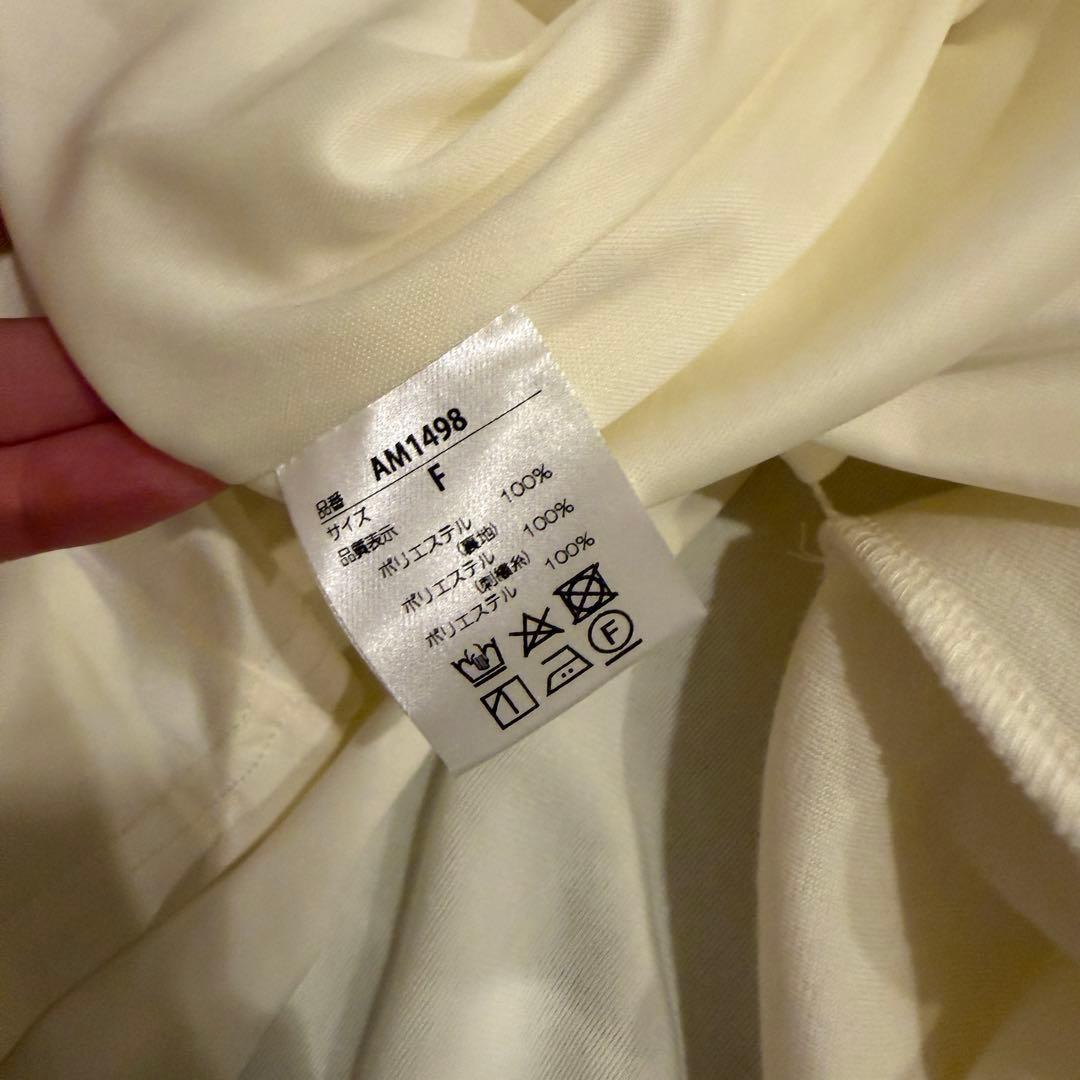 品番 AM1498
サイズ F
品質表示
ポリエステル 100%
(裏地)
ポリエステル 100%
(刺繍糸)
ポリエステル 100%
F